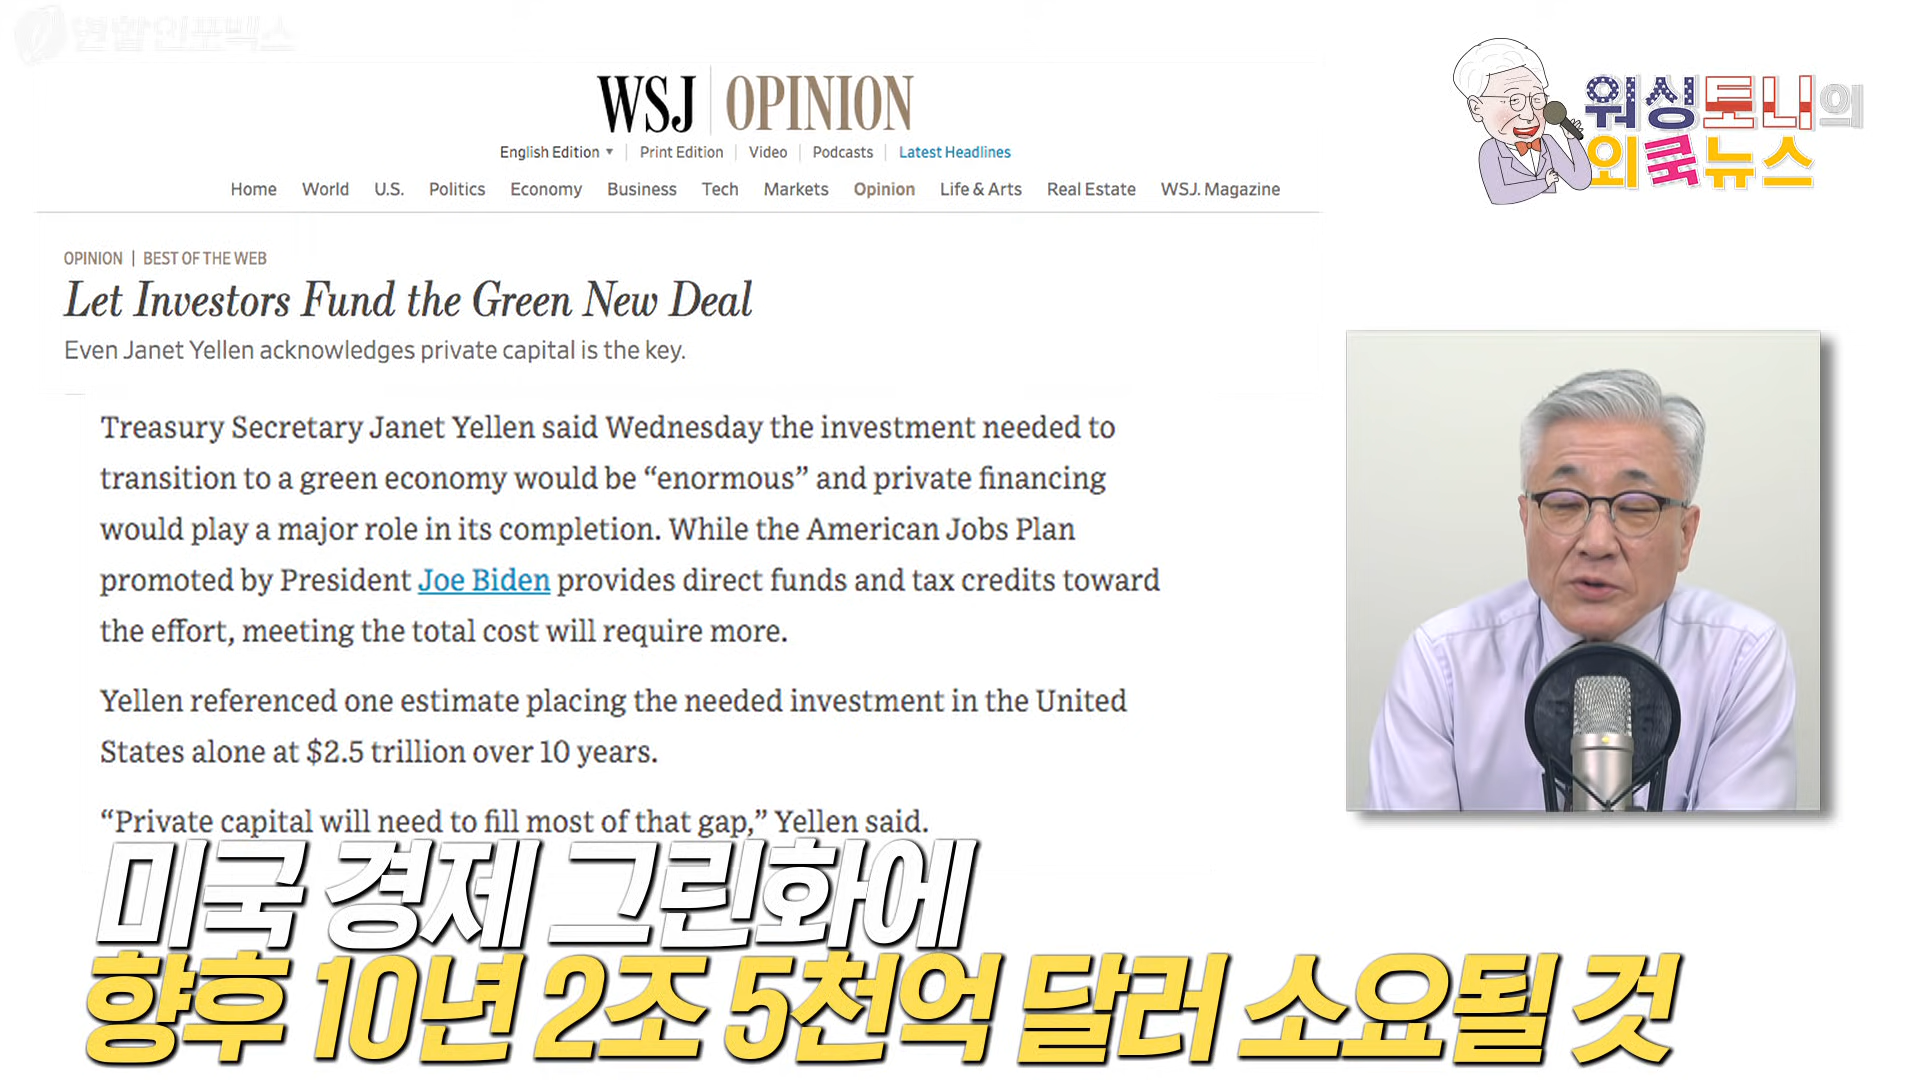 연합인포맥스
WSJ OPINION
English Edition Print Edition Video Podcasts Latest Headlines
Home World U.S. Politics Economy Business Tech Markets Opinion Life & Arts Real Estate WSJ. Magazine
워싱토니의
외쿡뉴스
OPINION | BEST OF THE WEB
Let Investors Fund the Green New Deal
Even Janet Yellen acknowledges private capital is the key.
Treasury Secretary Janet Yellen said Wednesday the investment needed to
transition to a green economy would be “enormous” and private financing
would play a major role in its completion. While the American Jobs Plan
promoted by President Joe Biden provides direct funds and tax credits toward
the effort, meeting the total cost will require more.
Yellen referenced one estimate placing the needed investment in the United
States alone at $2.5 trillion over 10 years.
“Private capital will need to fill most of that gap,” Yellen said.
미국 경제 그린화에
향후 10년 2조 5천억 달러 소요될 것